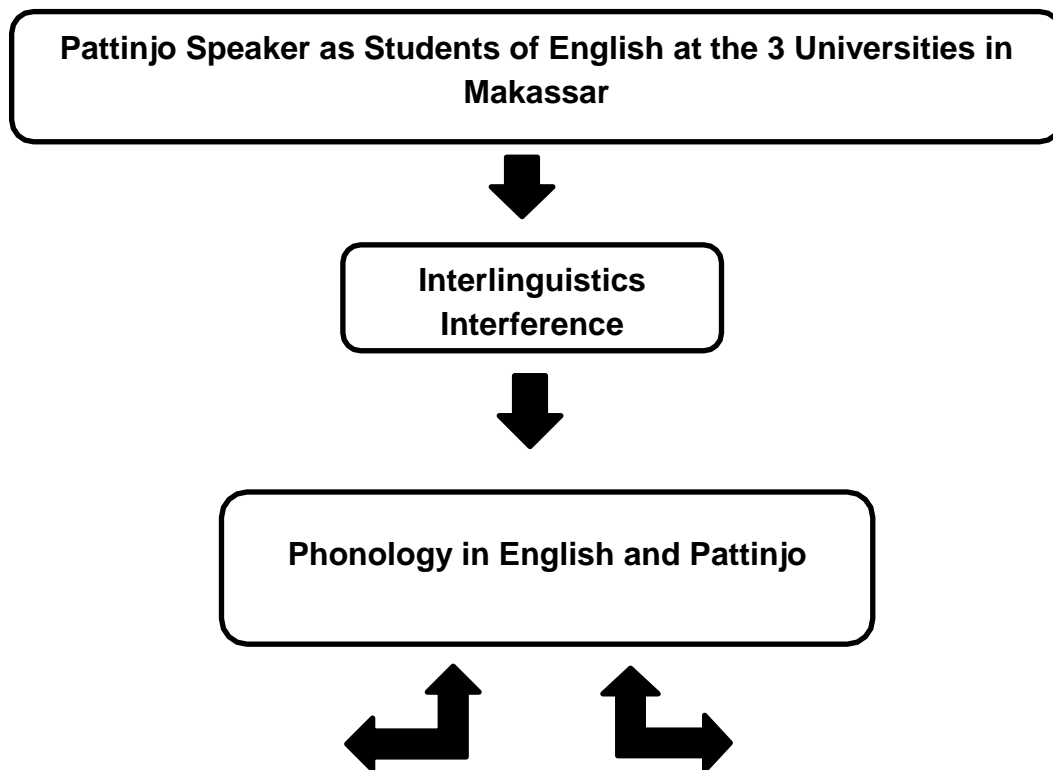 Pattinjo Speaker as Students of English at the 3 Universities in
Makassar
Interlinguistics
Interference
Phonology in English and Pattinjo